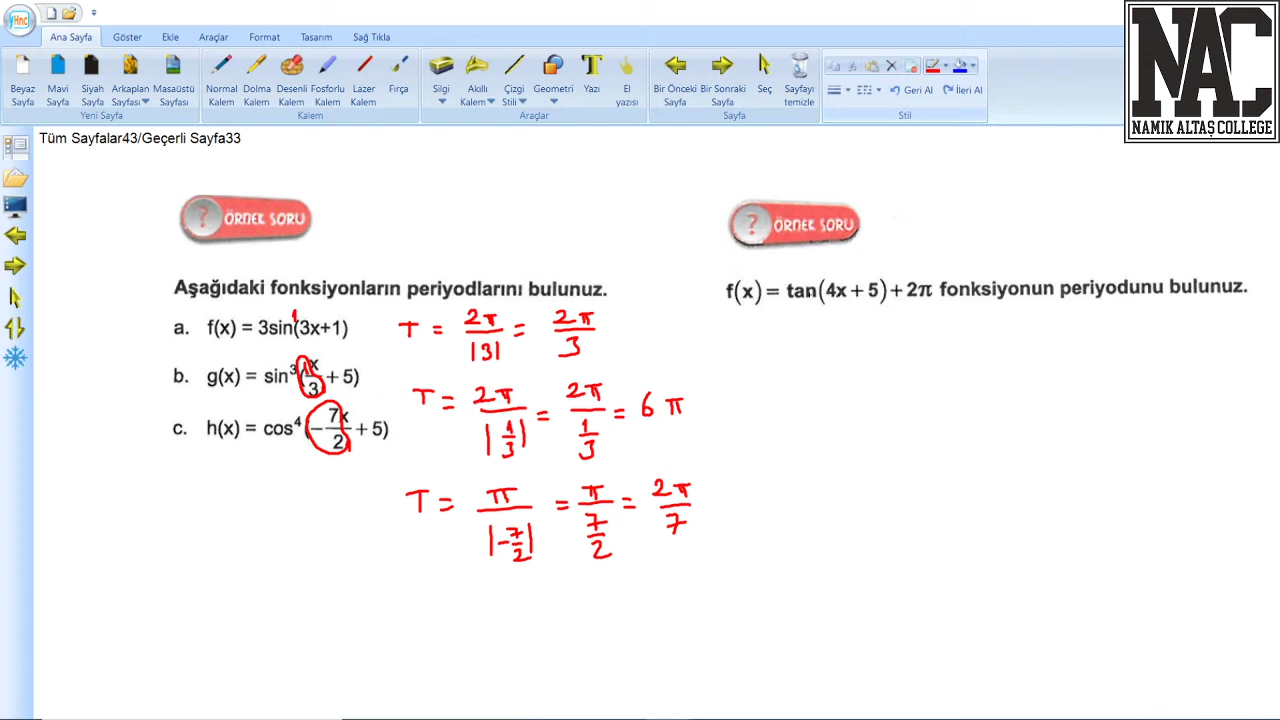 Ana Sayfa Göster Ekle Araçlar Format Tasarım Sağ Tıkla
Beyaz Sayfa Mavi Sayfa Siyah Sayfa Arkaplan Sayfası Masaüstü Sayfası
Yeni Sayfa
Normal Kalem Dolma Kalem Desenli Kalem Fosforlu Kalem Lazer Kalem Fırça
Kalem
Silgi Akıllı Kalem Çizgi Stili Geometri Yazı El yazısı
Araçlar
Bir Önceki Sayfa Bir Sonraki Sayfa Seç Sayfayı temizle
Sayfa
Geri Al İleri Al
Stil
NAC
NAMIK ALTAŞ COLLEGE
Tüm Sayfalar43/Geçerli Sayfa33
? ÖRNEK SORU
Aşağıdaki fonksiyonların periyodlarını bulunuz.
a. f(x) = 3sin¹(3x+1) T = 2π/|3| = 2π/3
b. g(x) = sin³(1x/3 + 5) T = 2π/|1/3| = 2π/(1/3) = 6π
c. h(x) = cos⁴(-7x/2 + 5)
T = π/|-7/2| = π/(7/2) = 2π/7
? ÖRNEK SORU
f(x) = tan(4x + 5) + 2π fonksiyonun periyodunu bulunuz.